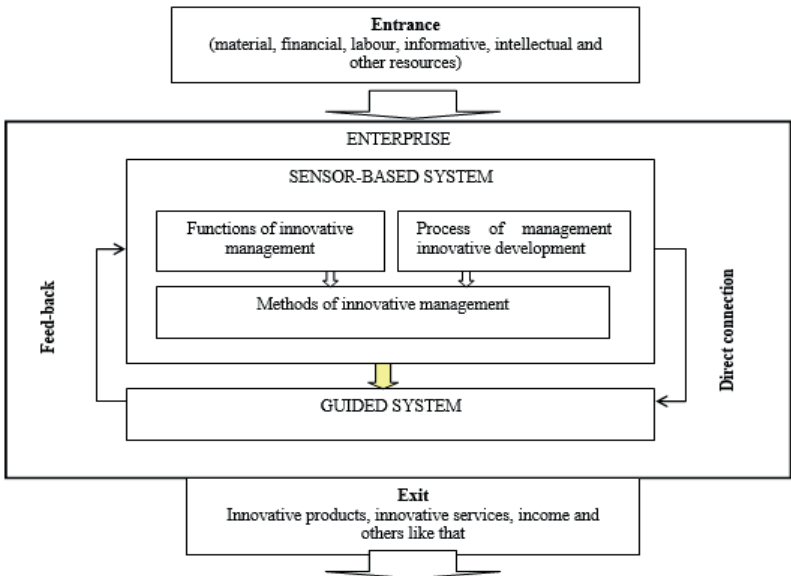 Entrance
(material, financial, labour, informative, intellectual and
other resources)
ENTERPRISE
SENSOR-BASED SYSTEM
Functions of innovative
management
Process of management
innovative development
Methods of innovative management
Feed-back
Direct connection
GUIDED SYSTEM
Exit
Innovative products, innovative services, income and
others like that